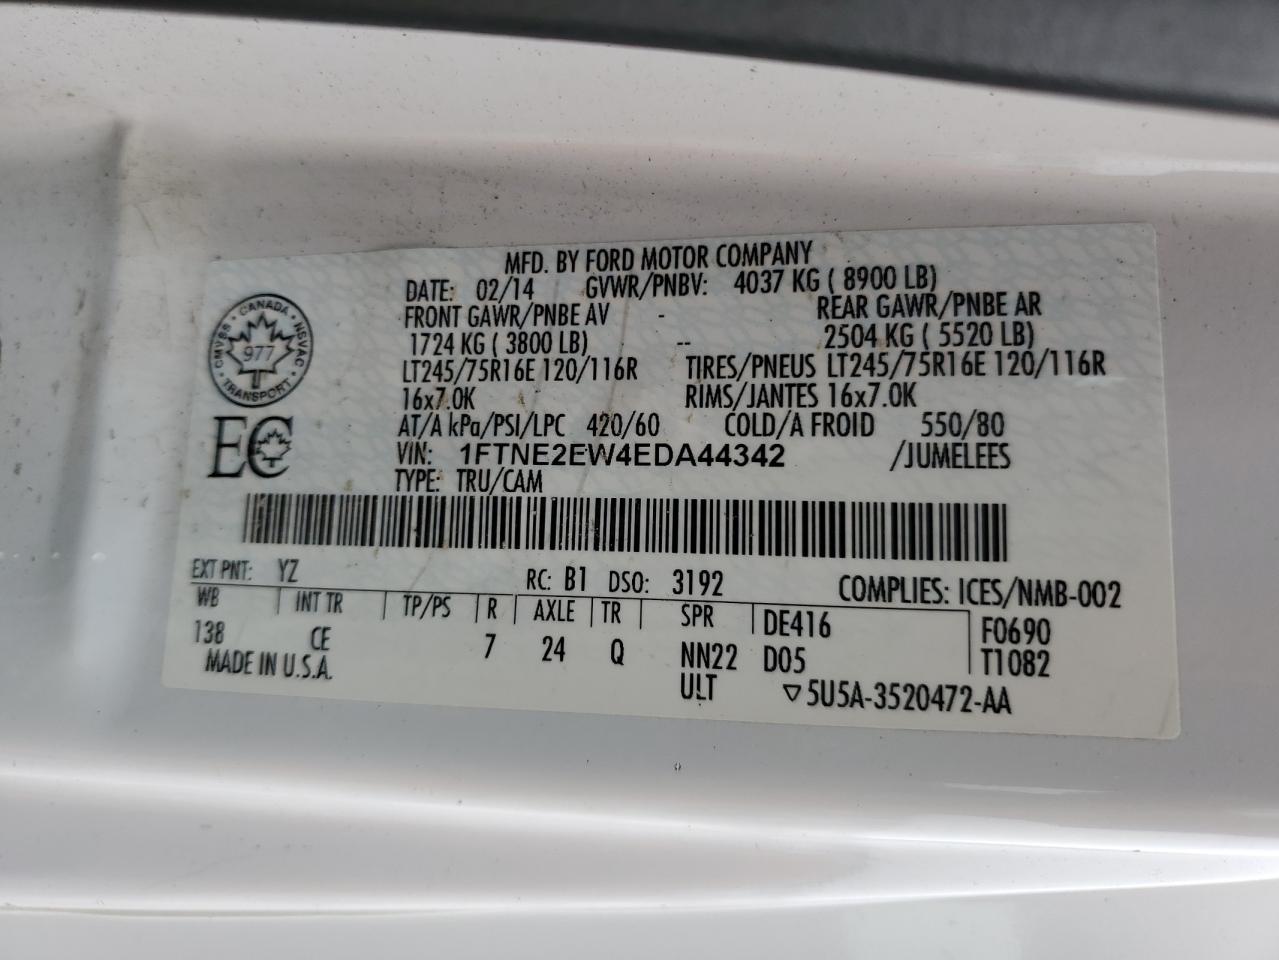 MFD. BY FORD MOTOR COMPANY
DATE: 02/14 GVWR/PNBV: 4037 KG ( 8900 LB)
FRONT GAWR/PNBE AV - REAR GAWR/PNBE AR
1724 KG ( 3800 LB) -- 2504 KG ( 5520 LB)
LT245/75R16E 120/116R TIRES/PNEUS LT245/75R16E 120/116R
16x7.0K RIMS/JANTES 16x7.0K
AT/A kPa/PSI/LPC 420/60 COLD/A FROID 550/80
VIN: 1FTNE2EW4EDA44342 /JUMELEES
TYPE: TRU/CAM
CANADA
CMVSS NSVAC
977
TRANSPORT
EC
EXT PNT: YZ RC: B1 DSO: 3192 COMPLIES: ICES/NMB-002
WB INT TR TP/PS R AXLE TR SPR DE416 F0690
138 CE 7 24 Q NN22 D05 T1082
MADE IN U.S.A. ULT ▽5U5A-3520472-AA